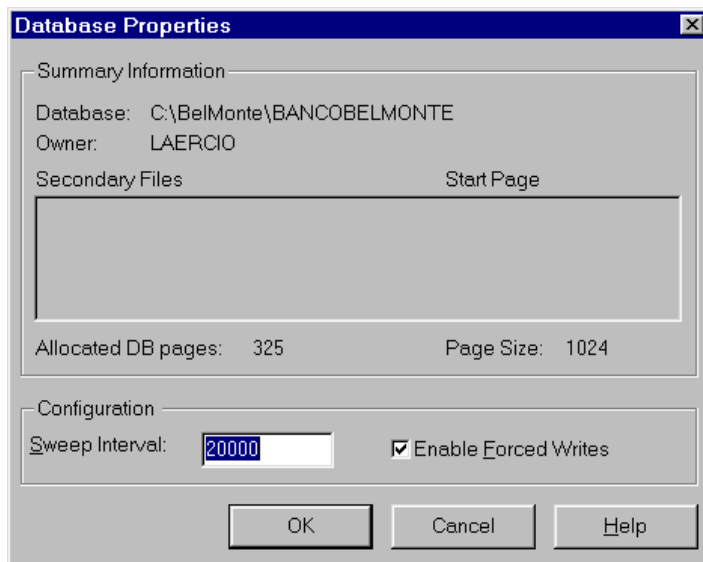 Database Properties
Summary Information
Database: C:\BelMonte\BANCOBELMONTE
Owner: LAERCIO
Secondary Files Start Page
Allocated DB pages: 325 Page Size: 1024
Configuration
Sweep Interval: 20000 Enable Forced Writes
OK Cancel Help